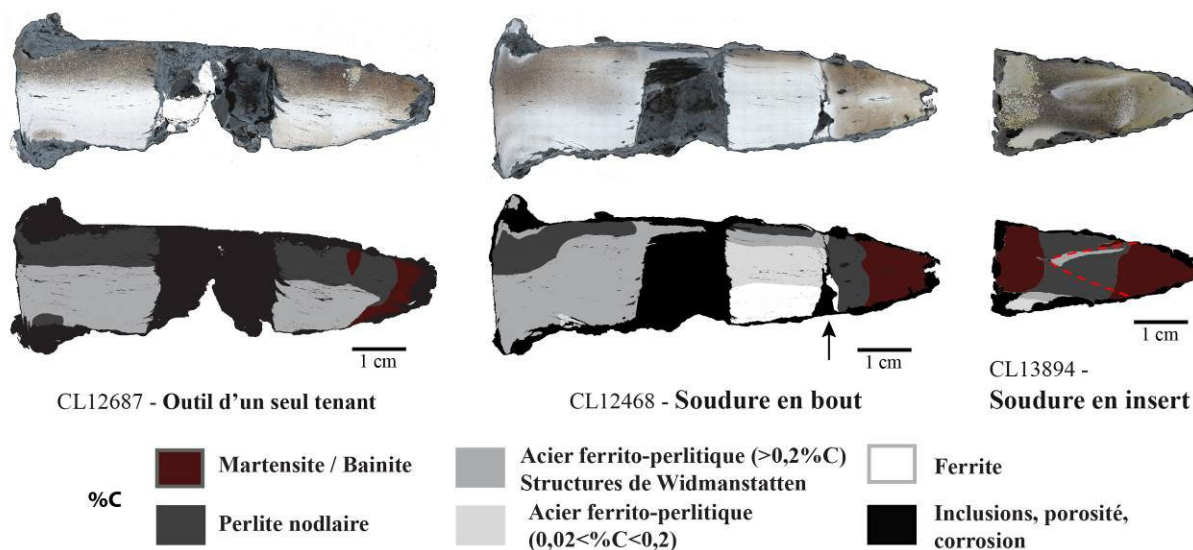 1 cm
1 cm
1 cm
CL12687 - Outil d'un seul tenant
CL12468 - Soudure en bout
CL13894 -
Soudure en insert
%C
Martensite / Bainite
Perlite nodlaire
Acier ferrito-perlitique (>0,2%C)
Structures de Widmanstatten
Acier ferrito-perlitique
(0,02<%C<0,2)
Ferrite
Inclusions, porosité,
corrosion